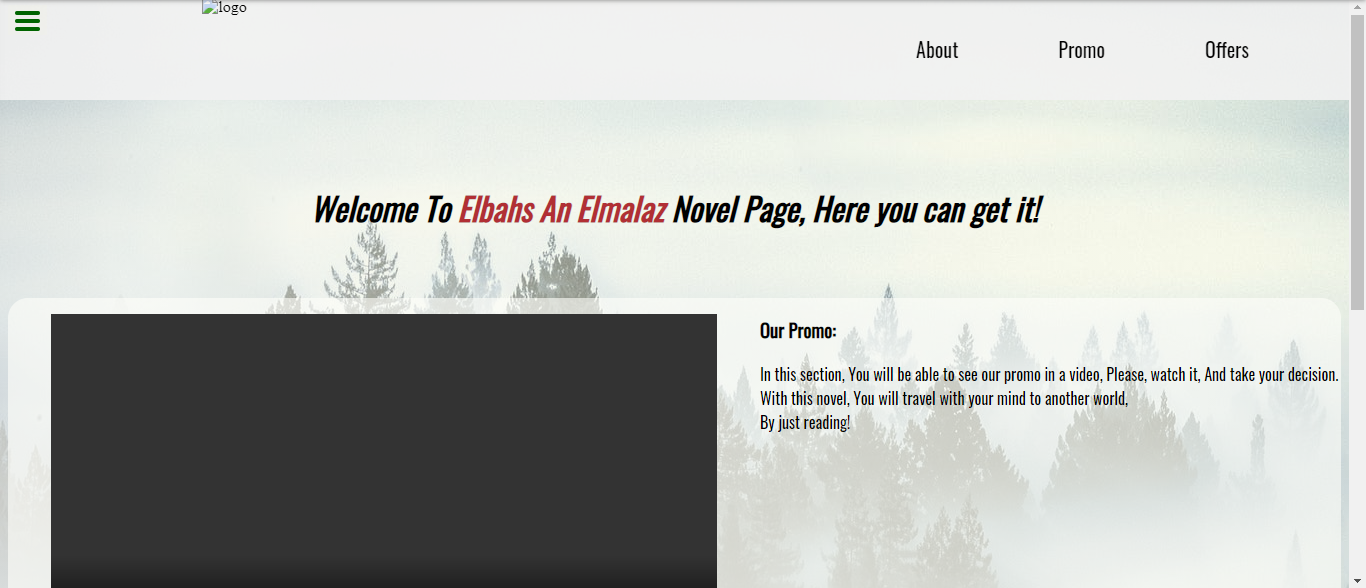 logo
About
Promo
Offers
Welcome To Elbahs An Elmalaz Novel Page, Here you can get it!
Our Promo:
In this section, You will be able to see our promo in a video, Please, watch it, And take your decision.
With this novel, You will travel with your mind to another world,
By just reading!